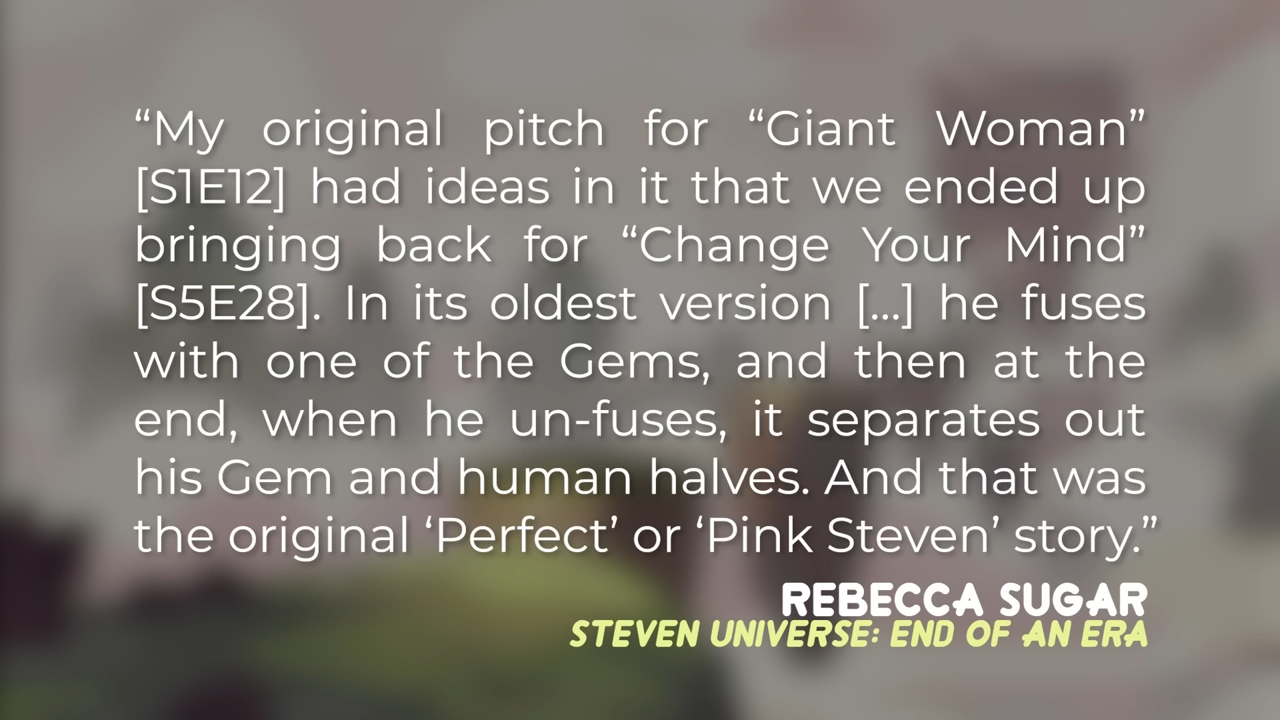 “My original pitch for “Giant Woman”
[S1E12] had ideas in it that we ended up
bringing back for “Change Your Mind”
[S5E28]. In its oldest version [...] he fuses
with one of the Gems, and then at the
end, when he un-fuses, it separates out
his Gem and human halves. And that was
the original ‘Perfect’ or ‘Pink Steven’ story.”
REBECCA SUGAR
STEVEN UNIVERSE: END OF AN ERA